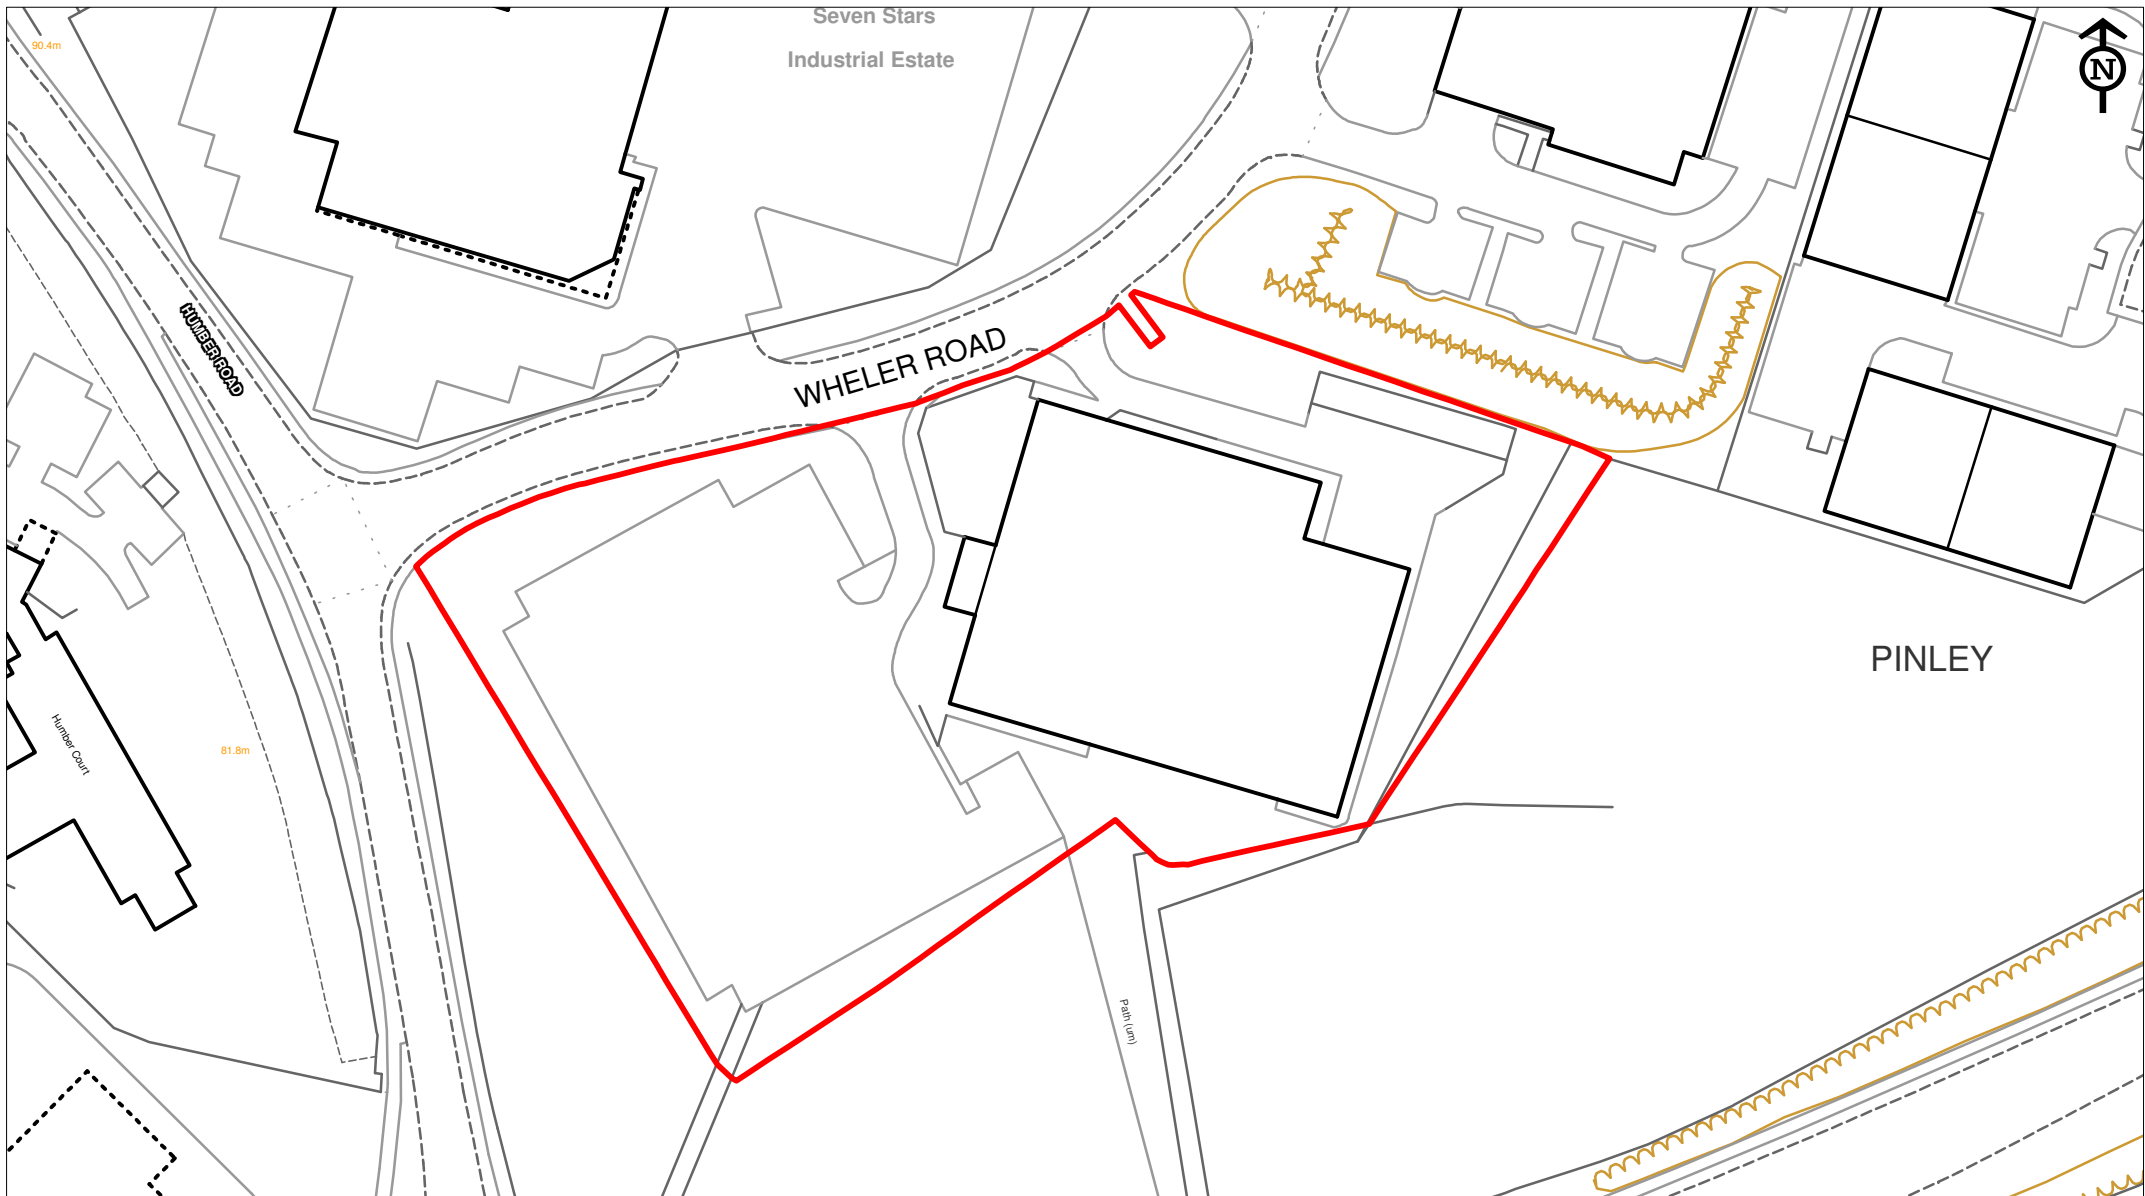 Seven Stars
Industrial Estate
90.4m
N
HUMBER ROAD
WHELER ROAD
PINLEY
Humber Court
81.8m
Path (um)